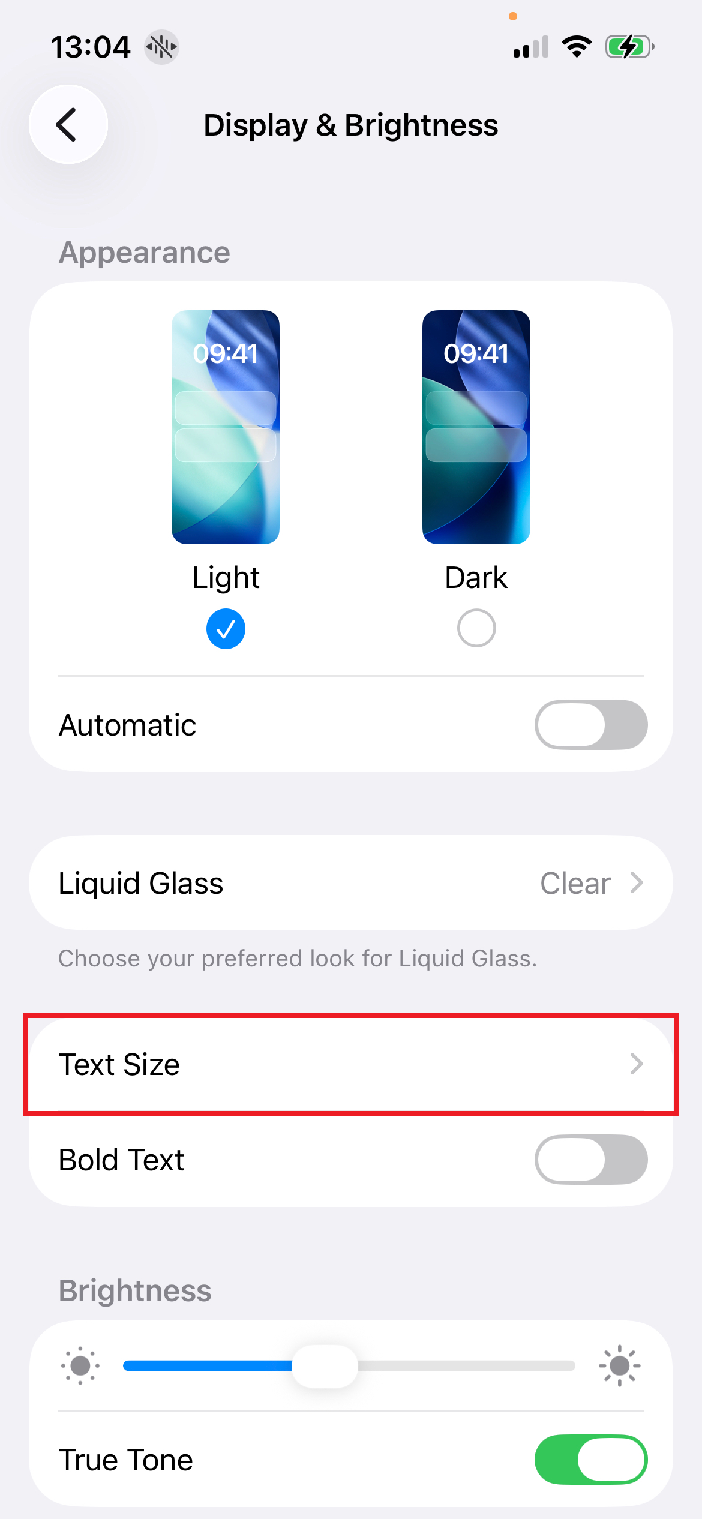 13:04
Display & Brightness
Appearance
09:41 09:41
Light Dark
Automatic
Liquid Glass Clear
Choose your preferred look for Liquid Glass.
Text Size
Bold Text
Brightness
True Tone